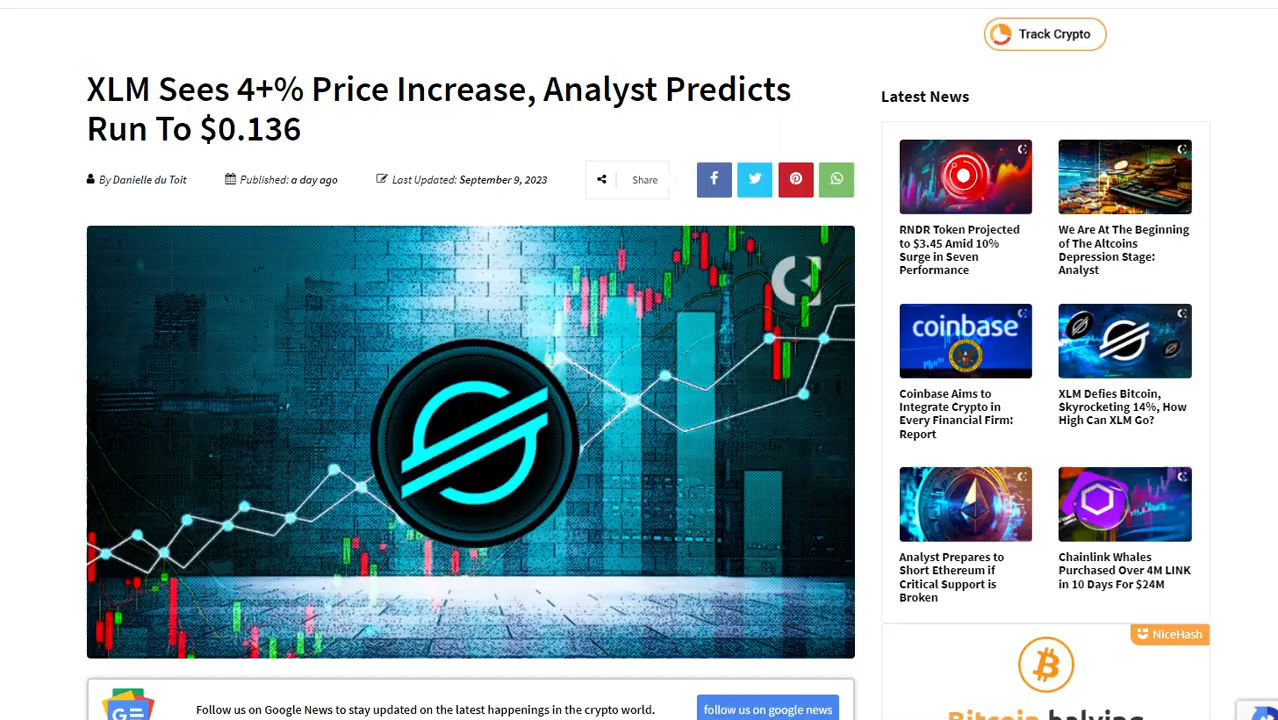 Track Crypto
XLM Sees 4+% Price Increase, Analyst Predicts
Run To $0.136
By Danielle du Toit
Published: a day ago
Last Updated: September 9, 2023
Share
Latest News
RNDR Token Projected
to $3.45 Amid 10%
Surge in Seven
Performance
We Are At The Beginning
of The Altcoins
Depression Stage:
Analyst
coinbase
Coinbase Aims to
Integrate Crypto in
Every Financial Firm:
Report
XLM Defies Bitcoin,
Skyrocketing 14%, How
High Can XLM Go?
Analyst Prepares to
Short Ethereum if
Critical Support is
Broken
Chainlink Whales
Purchased Over 4M LINK
in 10 Days For $24M
NiceHash
Bitcoin halving
Follow us on Google News to stay updated on the latest happenings in the crypto world.
follow us on google news